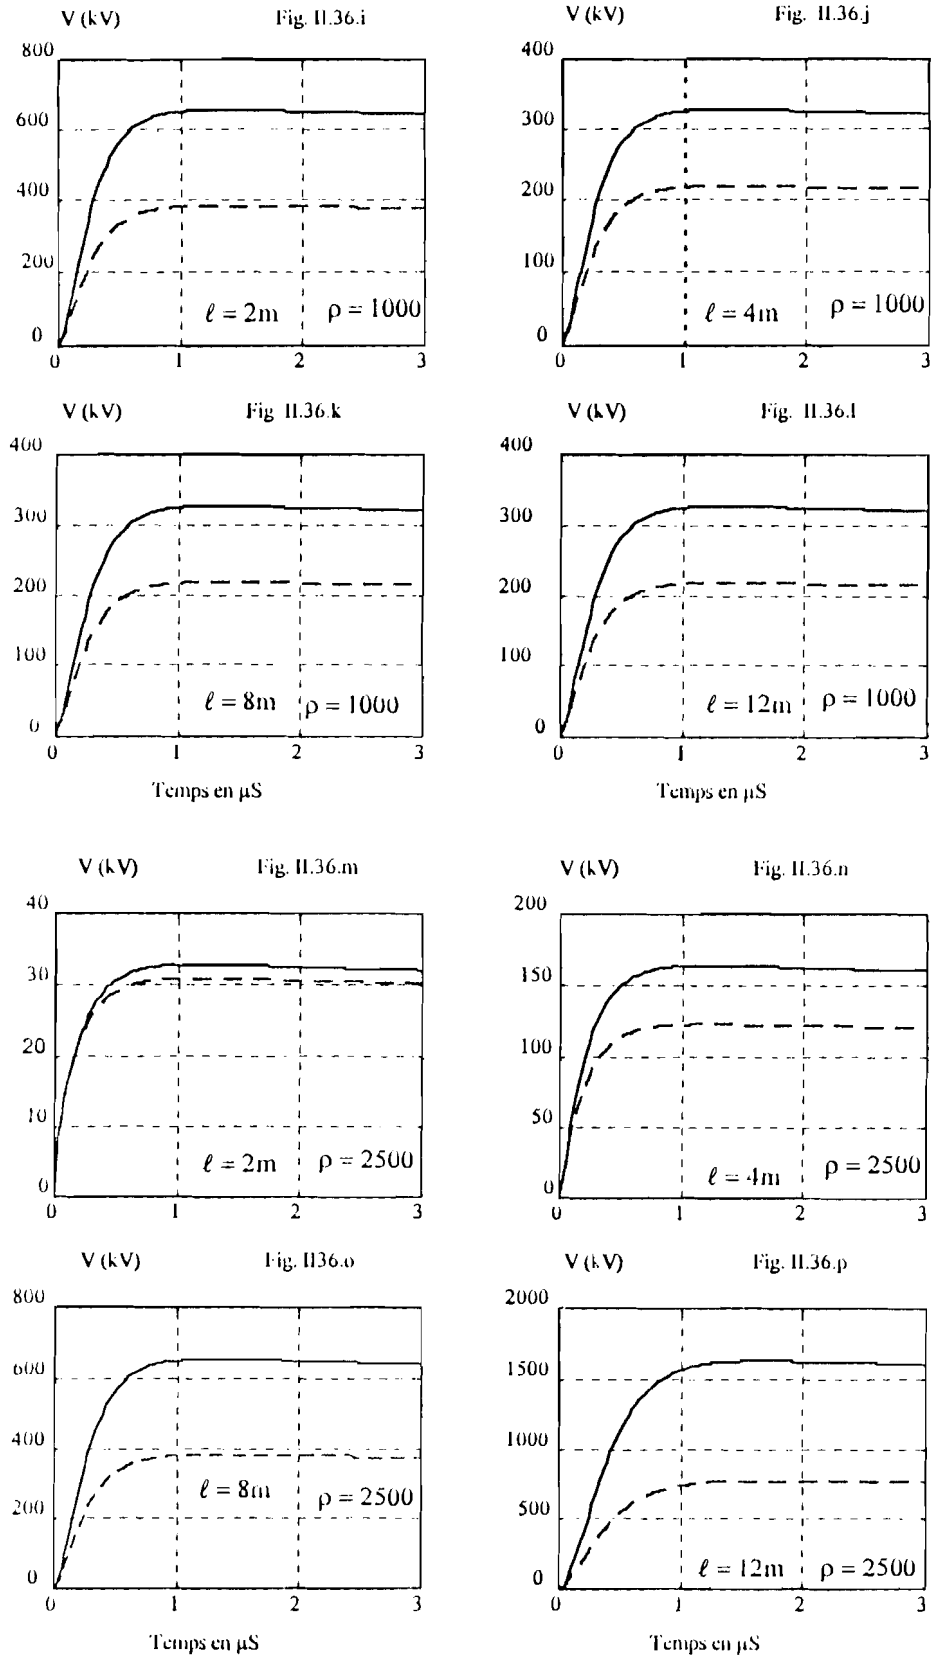 V (kV) Fig. II.36.i
800
600
400
200
0
ℓ = 2m ρ = 1000
0 1 2 3
V (kV) Fig. II.36.j
400
300
200
100
0
ℓ = 4m ρ = 1000
0 1 2 3
V (kV) Fig II.36.k
400
300
200
100
0
ℓ = 8m ρ = 1000
0 1 2 3
Temps en µS
V (kV) Fig. II.36.l
400
300
200
100
0
ℓ = 12m ρ = 1000
0 1 2 3
Temps en µS
V (kV) Fig. II.36.m
40
30
20
10
0
ℓ = 2m ρ = 2500
0 1 2 3
V (kV) Fig. II.36.n
200
150
100
50
0
ℓ = 4m ρ = 2500
0 1 2 3
V (kV) Fig. II36.o
800
600
400
200
0
ℓ = 8m ρ = 2500
0 1 2 3
Temps en µS
V (kV) Fig. II.36.p
2000
1500
1000
500
0
ℓ = 12m ρ = 2500
0 1 2 3
Temps en µS